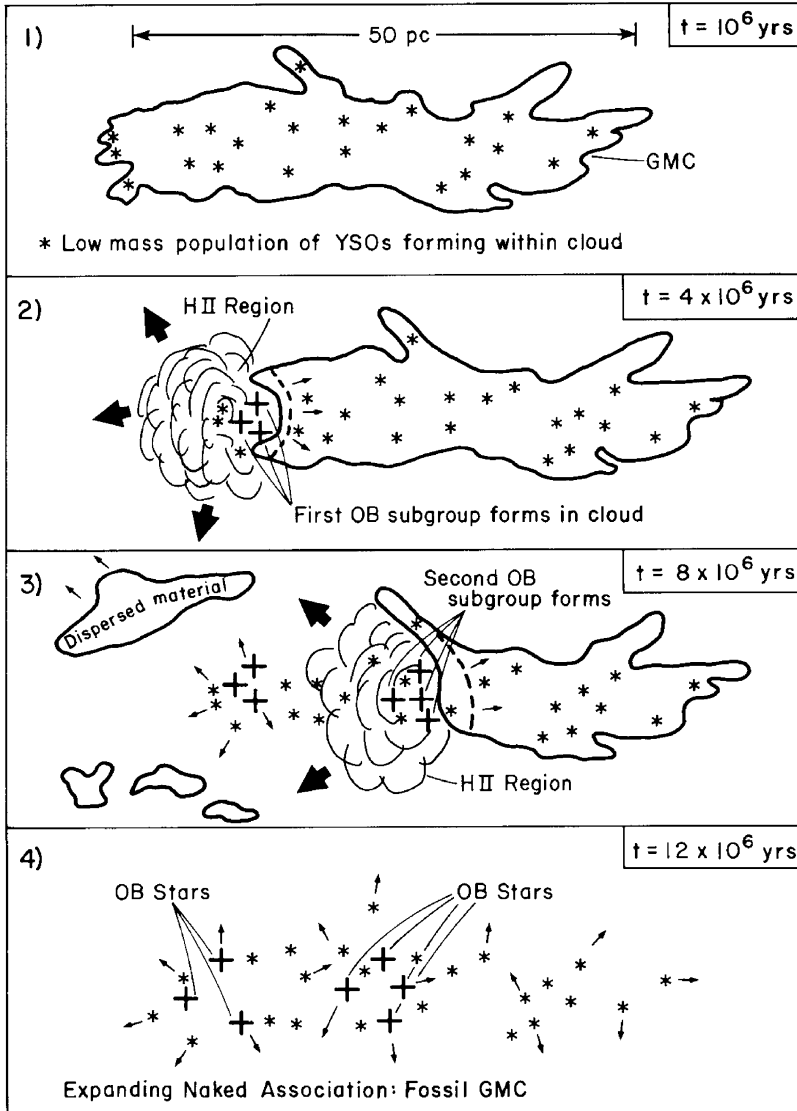 1)
50 pc
t = 10⁶ yrs
GMC
* Low mass population of YSOs forming within cloud
2)
HII Region
t = 4 x 10⁶ yrs
First OB subgroup forms in cloud
3)
t = 8 x 10⁶ yrs
Dispersed material
Second OB
subgroup forms
HII Region
4)
t = 12 x 10⁶ yrs
OB Stars
OB Stars
Expanding Naked Association: Fossil GMC